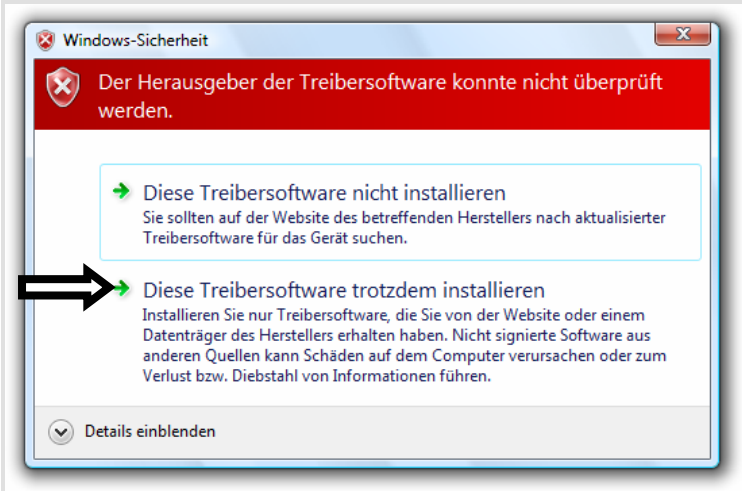 Windows-Sicherheit
Der Herausgeber der Treibersoftware konnte nicht überprüft
werden.
Diese Treibersoftware nicht installieren
Sie sollten auf der Website des betreffenden Herstellers nach aktualisierter
Treibersoftware für das Gerät suchen.
Diese Treibersoftware trotzdem installieren
Installieren Sie nur Treibersoftware, die Sie von der Website oder einem
Datenträger des Herstellers erhalten haben. Nicht signierte Software aus
anderen Quellen kann Schäden auf dem Computer verursachen oder zum
Verlust bzw. Diebstahl von Informationen führen.
Details einblenden